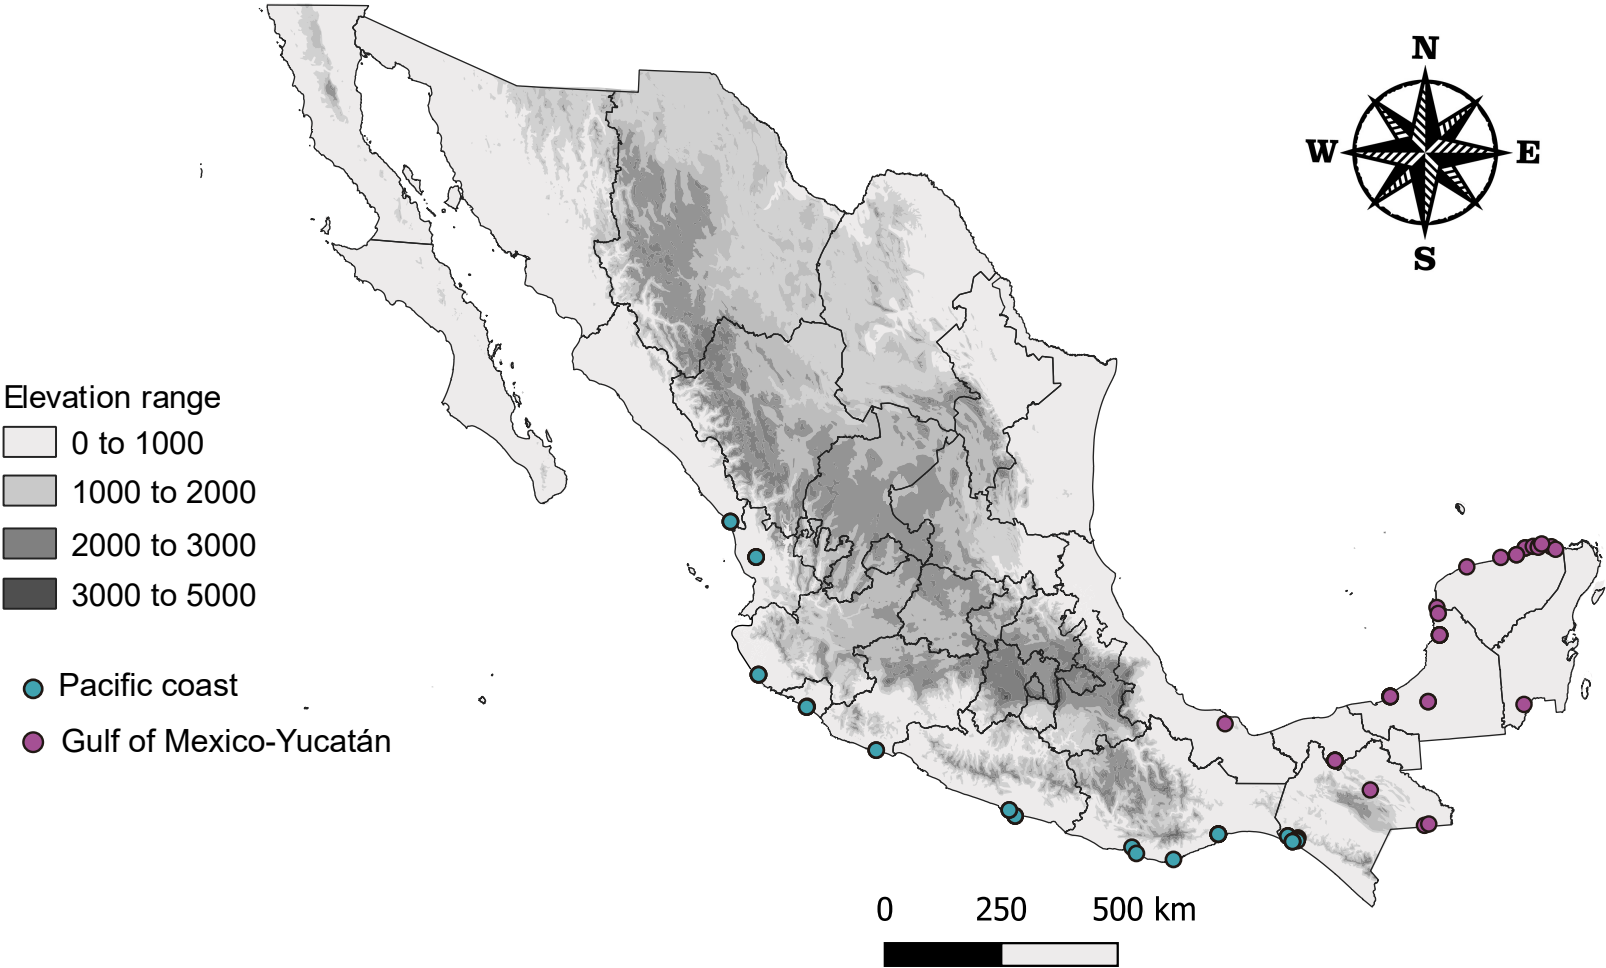 N
W E
S
Elevation range
0 to 1000
1000 to 2000
2000 to 3000
3000 to 5000
Pacific coast
Gulf of Mexico-Yucatán
0 250 500 km